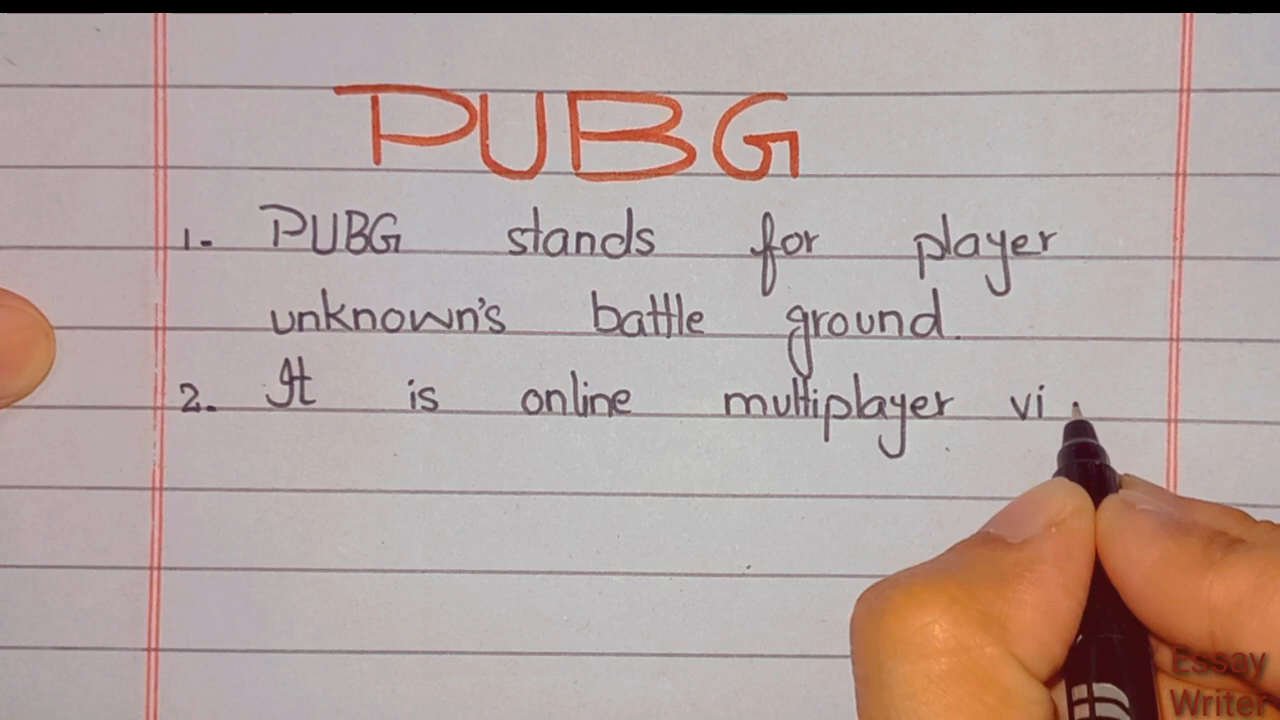 PUBG
1. PUBG stands for player
unknown's battle ground.
2. It is online multiplayer vi
Essay
Writer